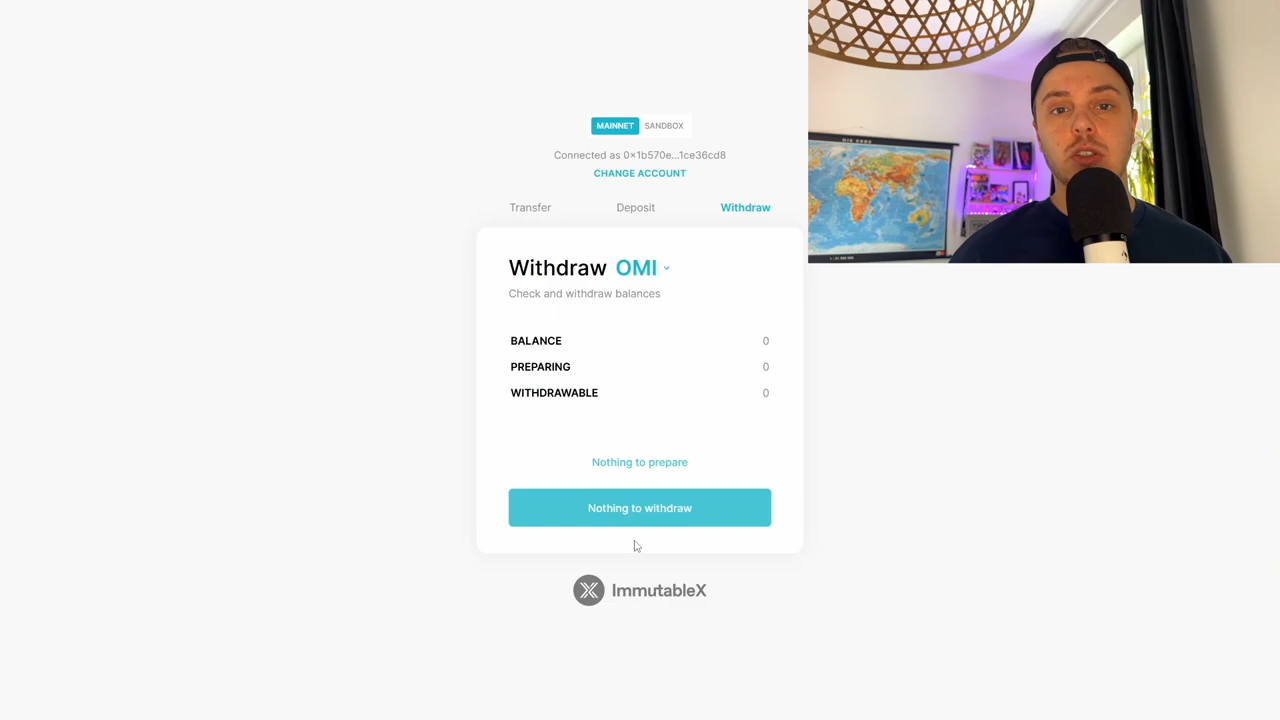 MAINNET SANDBOX
Connected as 0×1b570e...1ce36cd8
CHANGE ACCOUNT
Transfer Deposit Withdraw
Withdraw OMI
Check and withdraw balances
BALANCE 0
PREPARING 0
WITHDRAWABLE 0
Nothing to prepare
Nothing to withdraw
ImmutableX